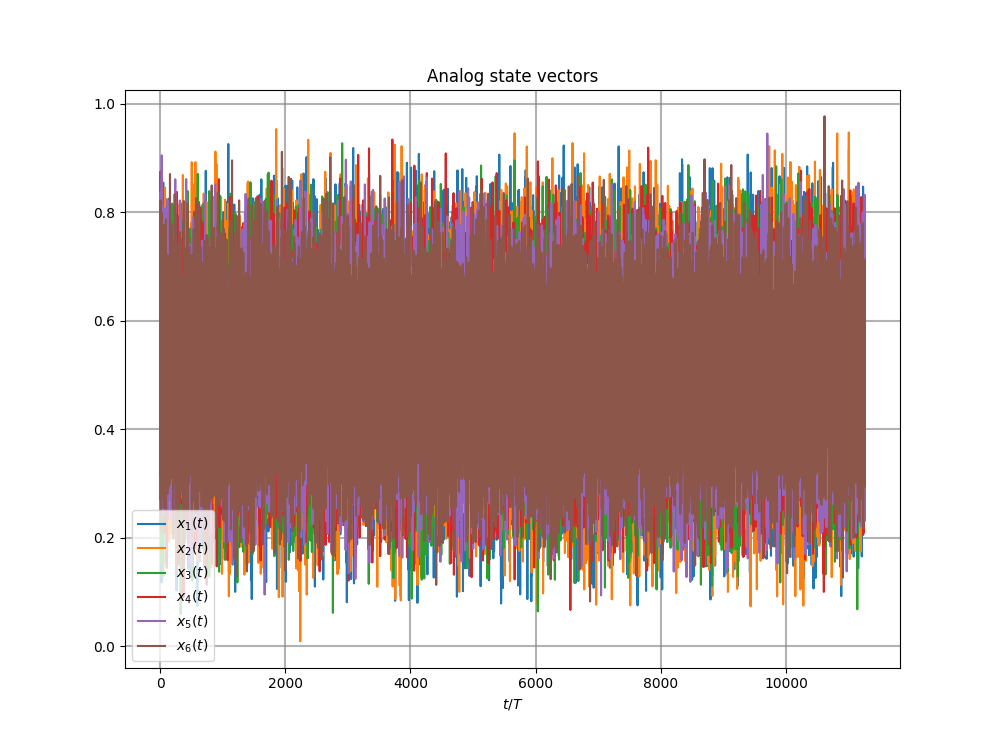 Analog state vectors
1.0
0.8
0.6
0.4
0.2
0.0
x₁(t)
x₂(t)
x₃(t)
x₄(t)
x₅(t)
x₆(t)
0 2000 4000 6000 8000 10000
t/T